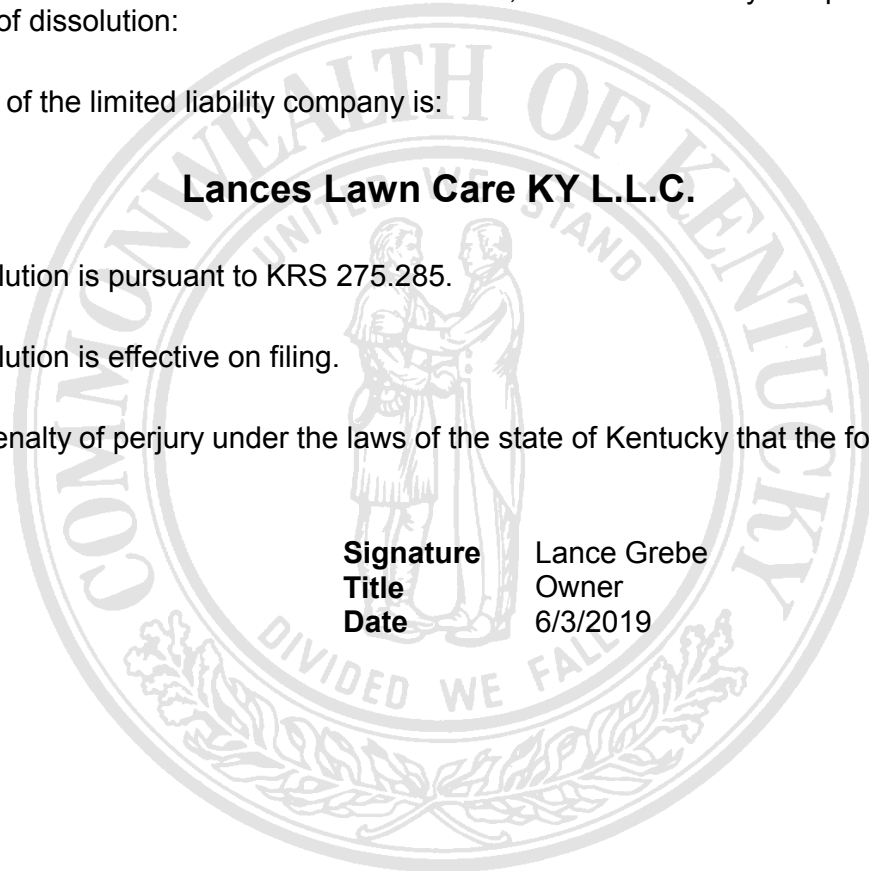 of dissolution:
of the limited liability company is:
Lances Lawn Care KY L.L.C.
lution is pursuant to KRS 275.285.
lution is effective on filing.
enalty of perjury under the laws of the state of Kentucky that the fo
Signature Lance Grebe
Title Owner
Date 6/3/2019
COMMONWEALTH OF KENTUCKY
UNITED WE STAND
DIVIDED WE FALL